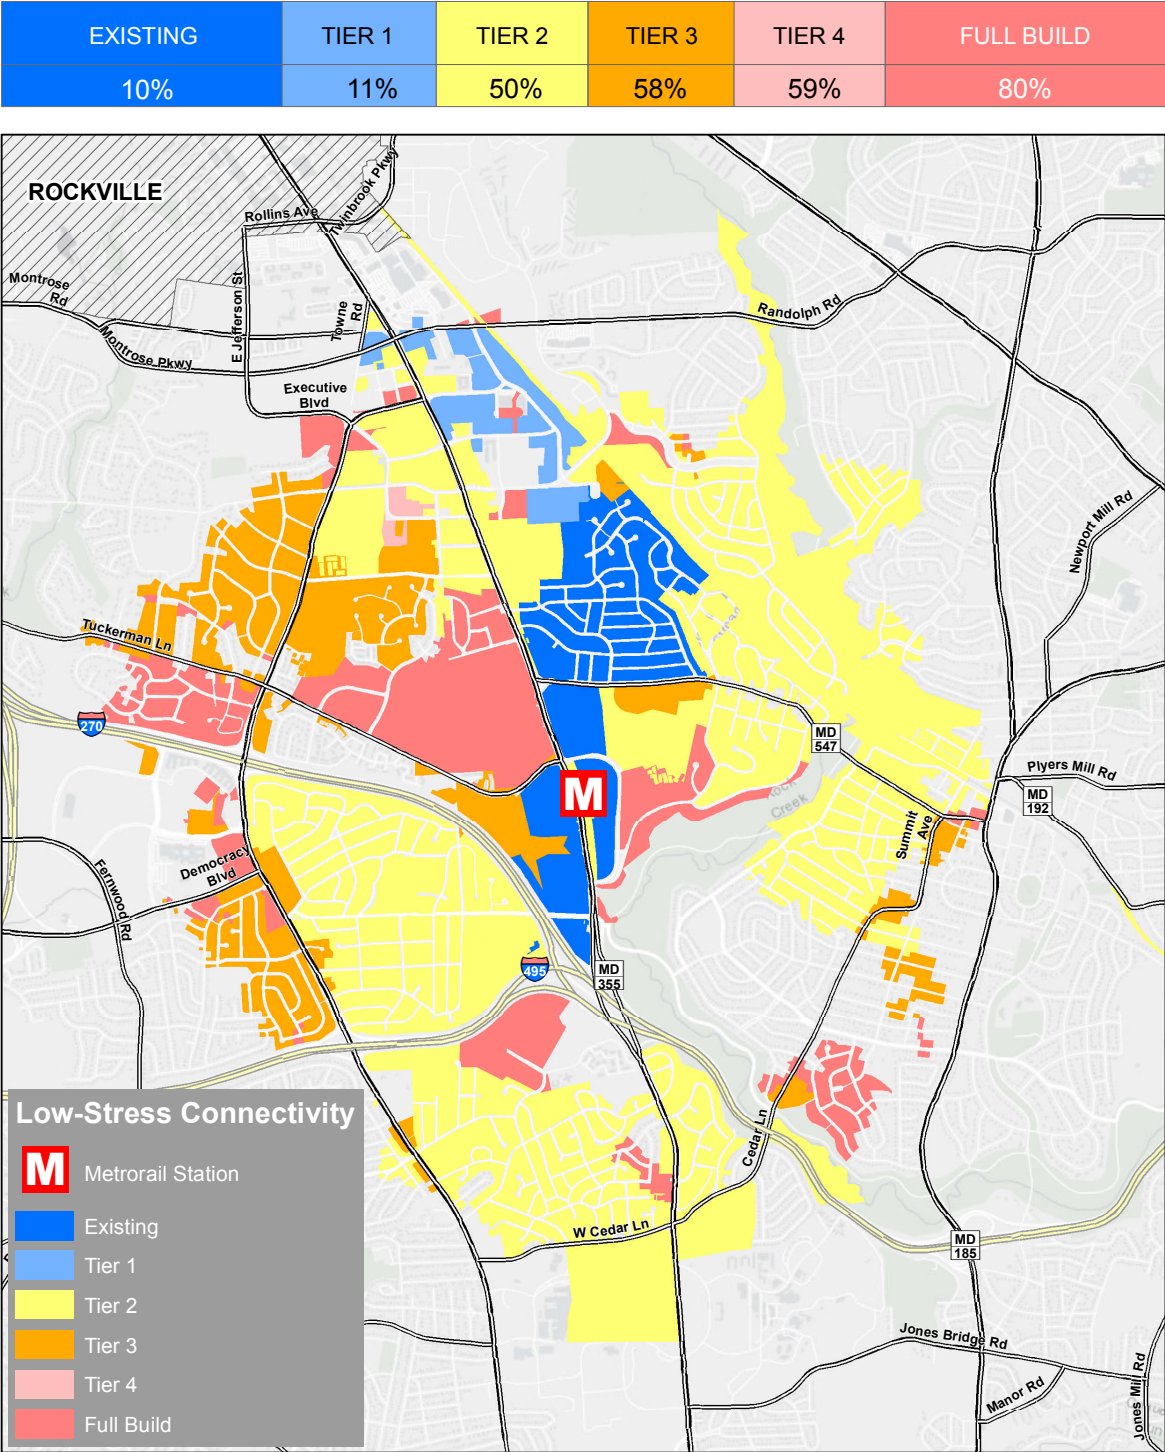 EXISTING TIER 1 TIER 2 TIER 3 TIER 4 FULL BUILD
10% 11% 50% 58% 59% 80%
ROCKVILLE
Twinbrook Pkwy
Rollins Ave
Montrose
Rd
E Jefferson St
Towne
Rd
Randolph Rd
Montrose Pkwy
Executive
Blvd
Newport Mill Rd
Tuckerman Ln
270
MD
547
Plyers Mill Rd
MD
192
M
Rock
Creek
Summit
Ave
Democracy
Blvd
Fernwood Rd
495
MD
355
Cedar Ln
W Cedar Ln
MD
185
Jones Bridge Rd
Manor Rd
Jones Mill Rd
Low-Stress Connectivity
M Metrorail Station
Existing
Tier 1
Tier 2
Tier 3
Tier 4
Full Build